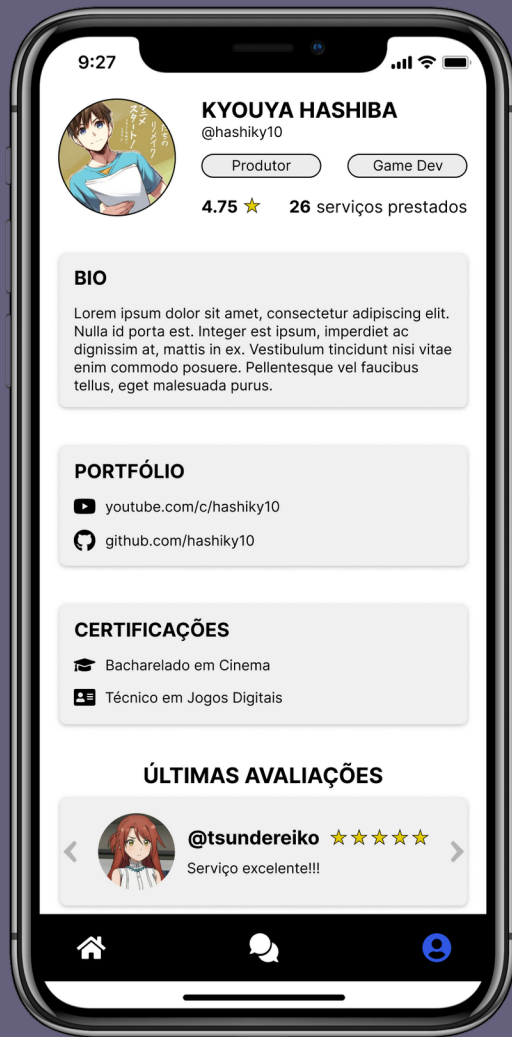 9:27
KYOUYA HASHIBA
@hashiky10
Produtor
Game Dev
4.75
26 serviços prestados
BIO
Lorem ipsum dolor sit amet, consectetur adipiscing elit.
Nulla id porta est. Integer est ipsum, imperdiet ac
dignissim at, mattis in ex. Vestibulum tincidunt nisi vitae
enim commodo posuere. Pellentesque vel faucibus
tellus, eget malesuada purus.
PORTFÓLIO
youtube.com/c/hashiky10
github.com/hashiky10
CERTIFICAÇÕES
Bacharelado em Cinema
Técnico em Jogos Digitais
ÚLTIMAS AVALIAÇÕES
@tsundereiko
Serviço excelente!!!